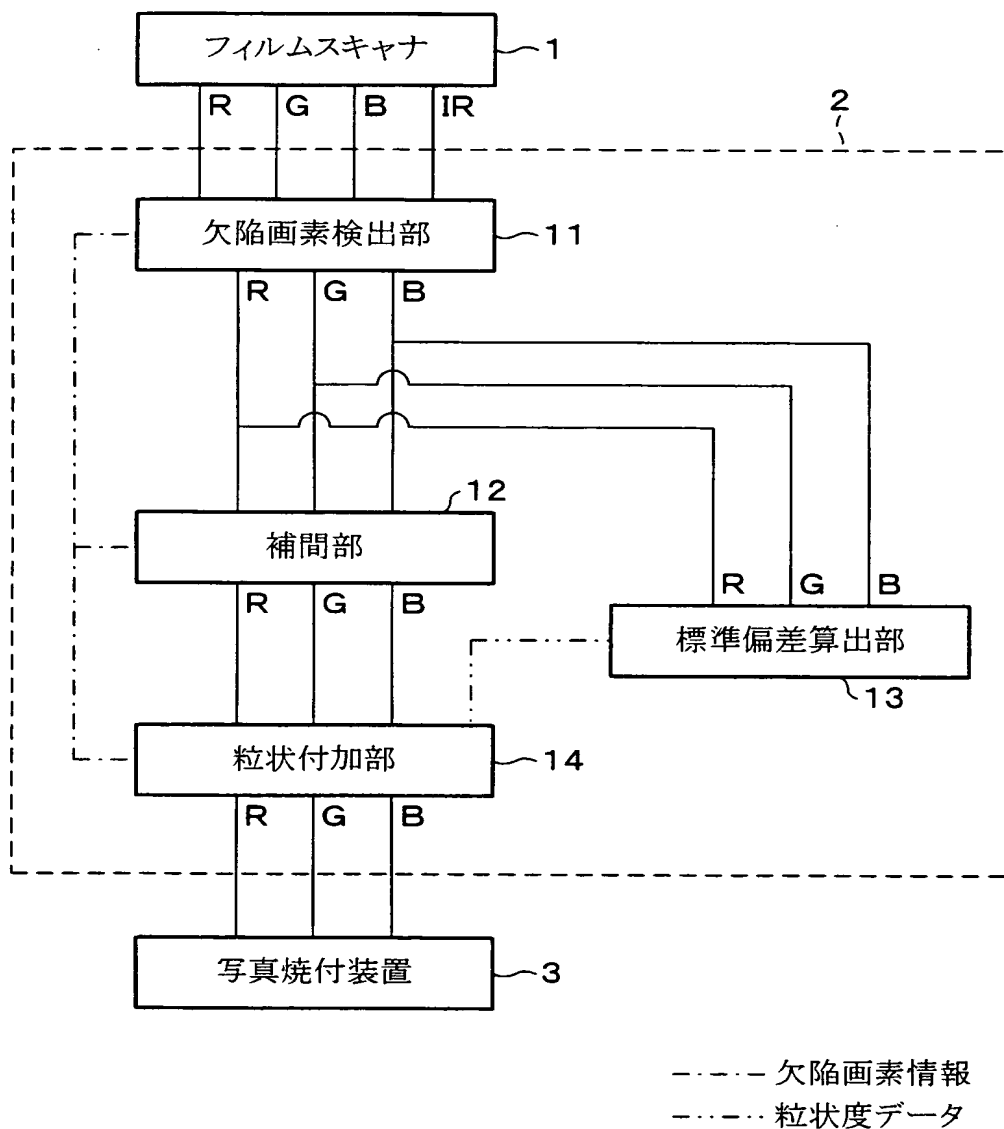 フィルムスキャナ 1
R G B IR
2
欠陥画素検出部 11
R G B
12
補間部
R G B
R G B
標準偏差算出部
13
粒状付加部 14
R G B
写真焼付装置 3
欠陥画素情報
粒状度データ